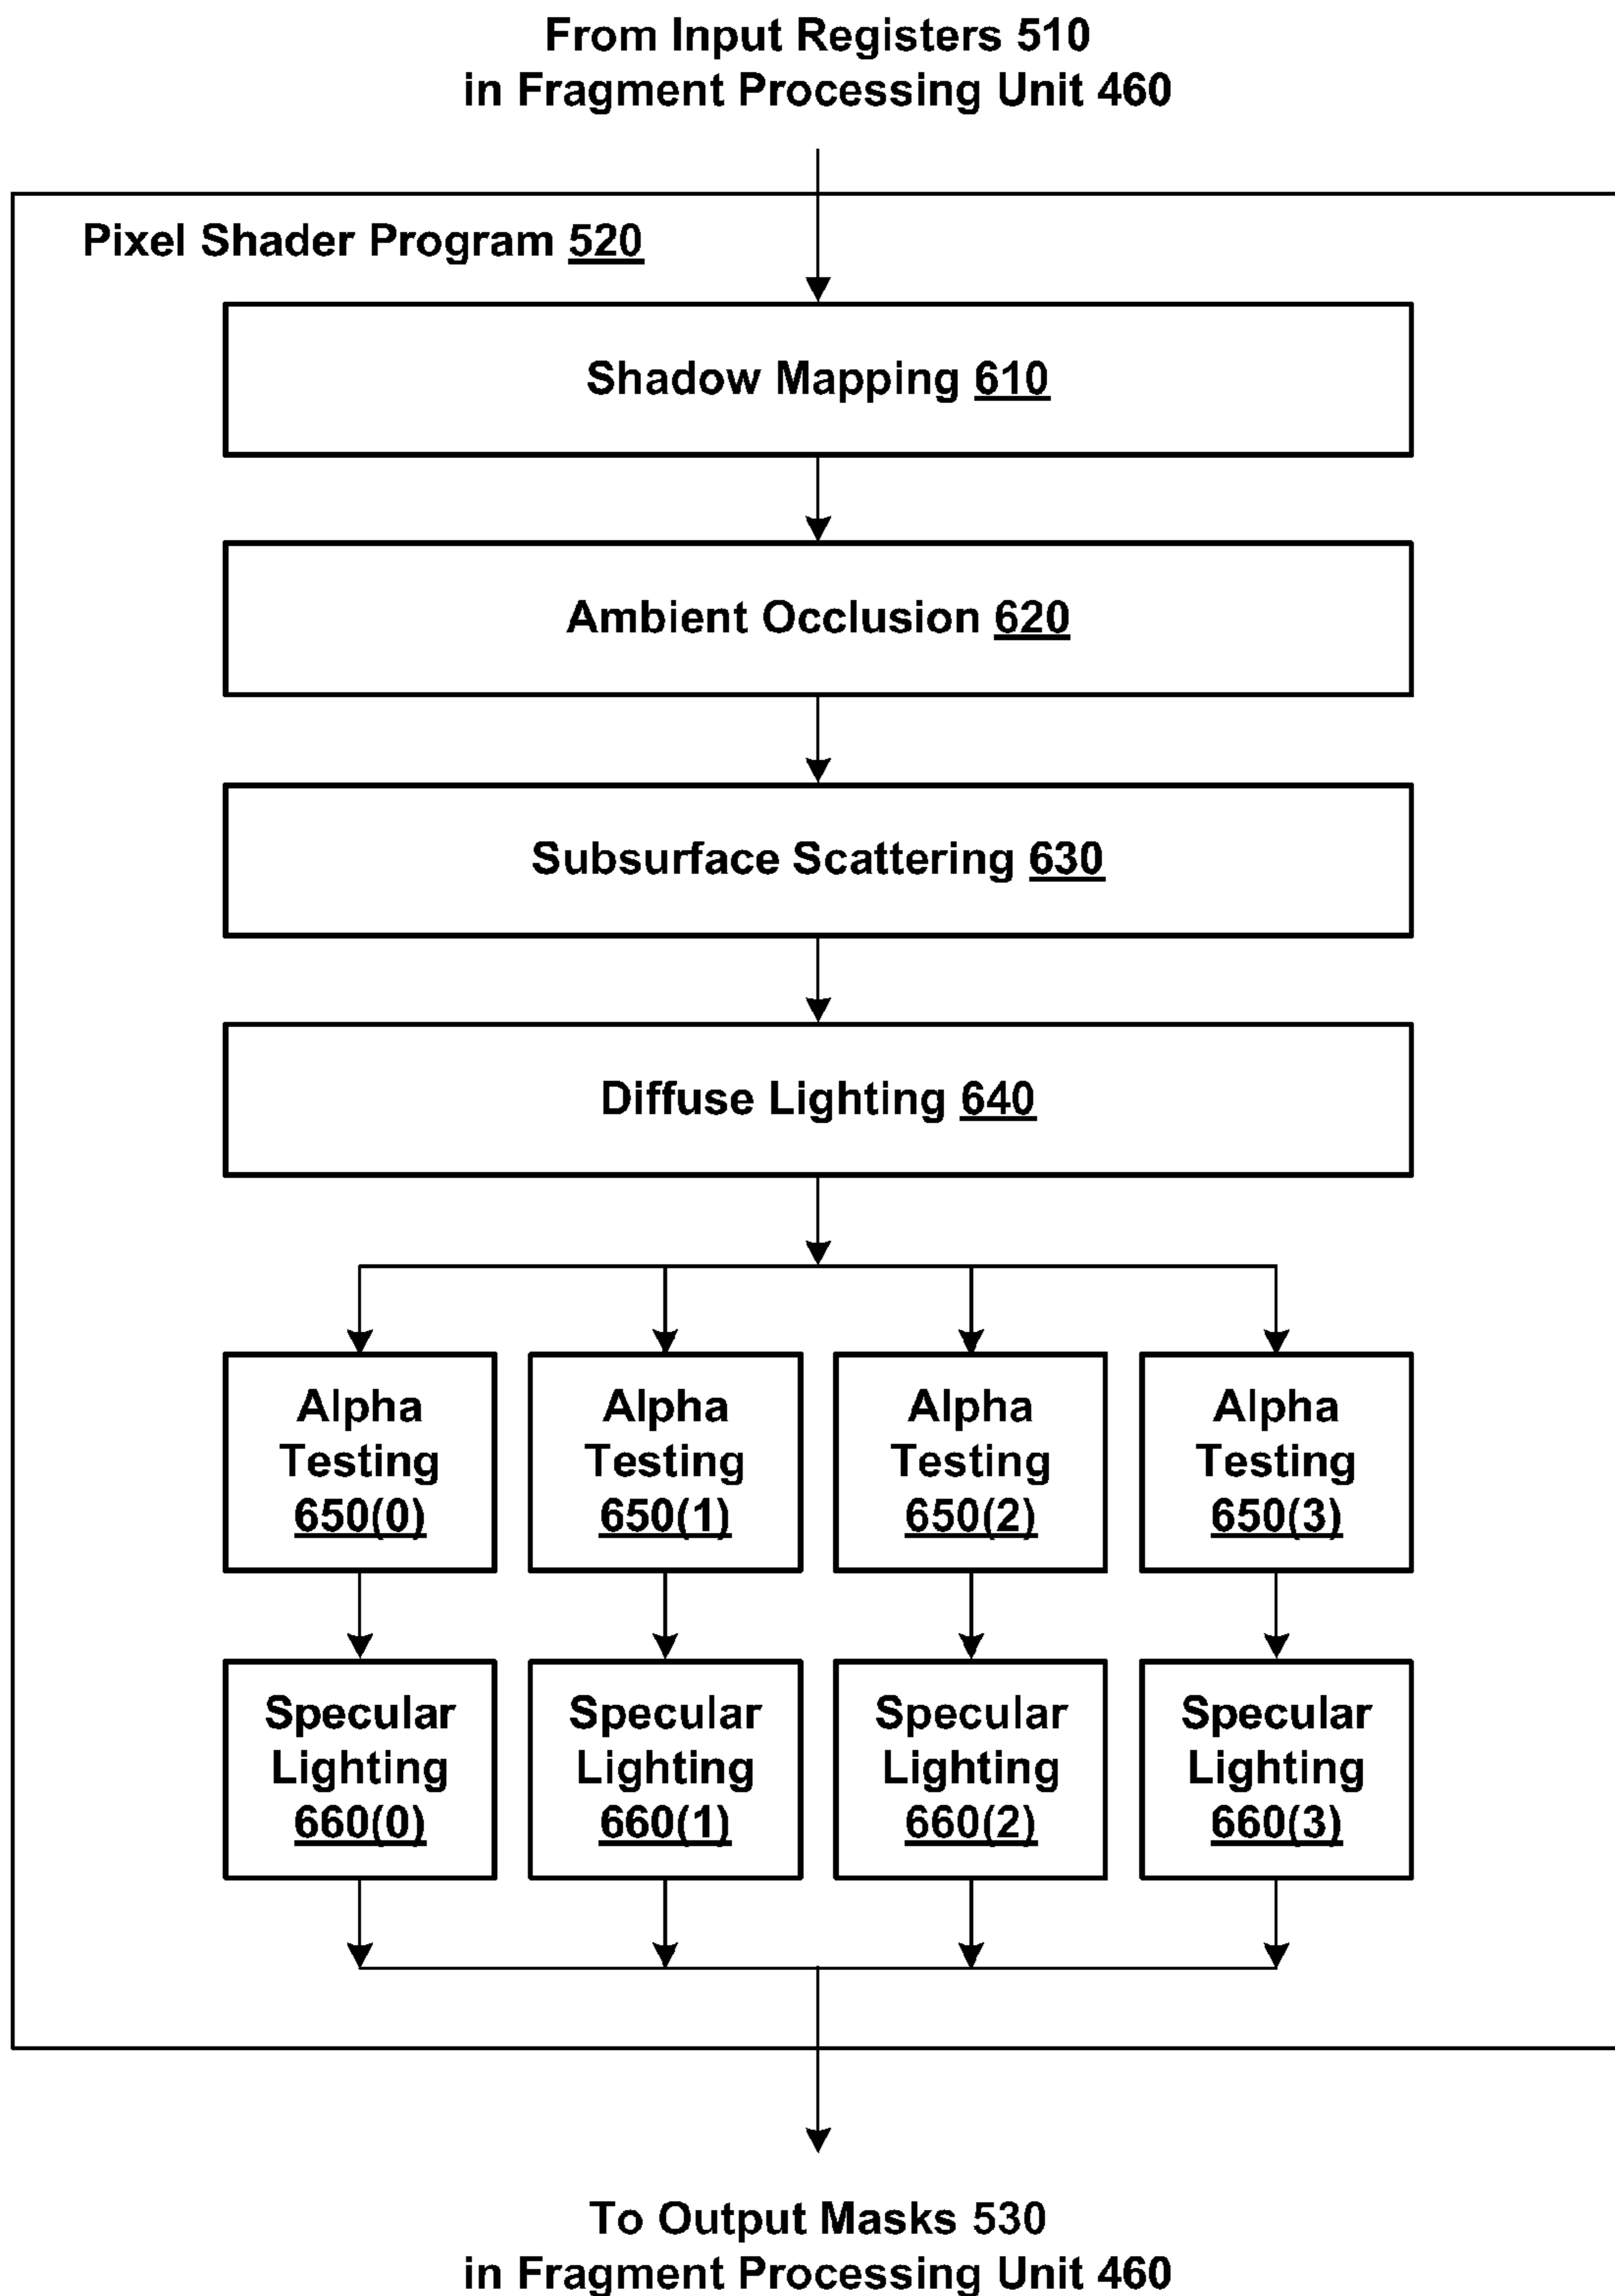 From Input Registers 510
in Fragment Processing Unit 460
Pixel Shader Program 520
Shadow Mapping 610
Ambient Occlusion 620
Subsurface Scattering 630
Diffuse Lighting 640
Alpha
Testing
650(0)
Alpha
Testing
650(1)
Alpha
Testing
650(2)
Alpha
Testing
650(3)
Specular
Lighting
660(0)
Specular
Lighting
660(1)
Specular
Lighting
660(2)
Specular
Lighting
660(3)
To Output Masks 530
in Fragment Processing Unit 460